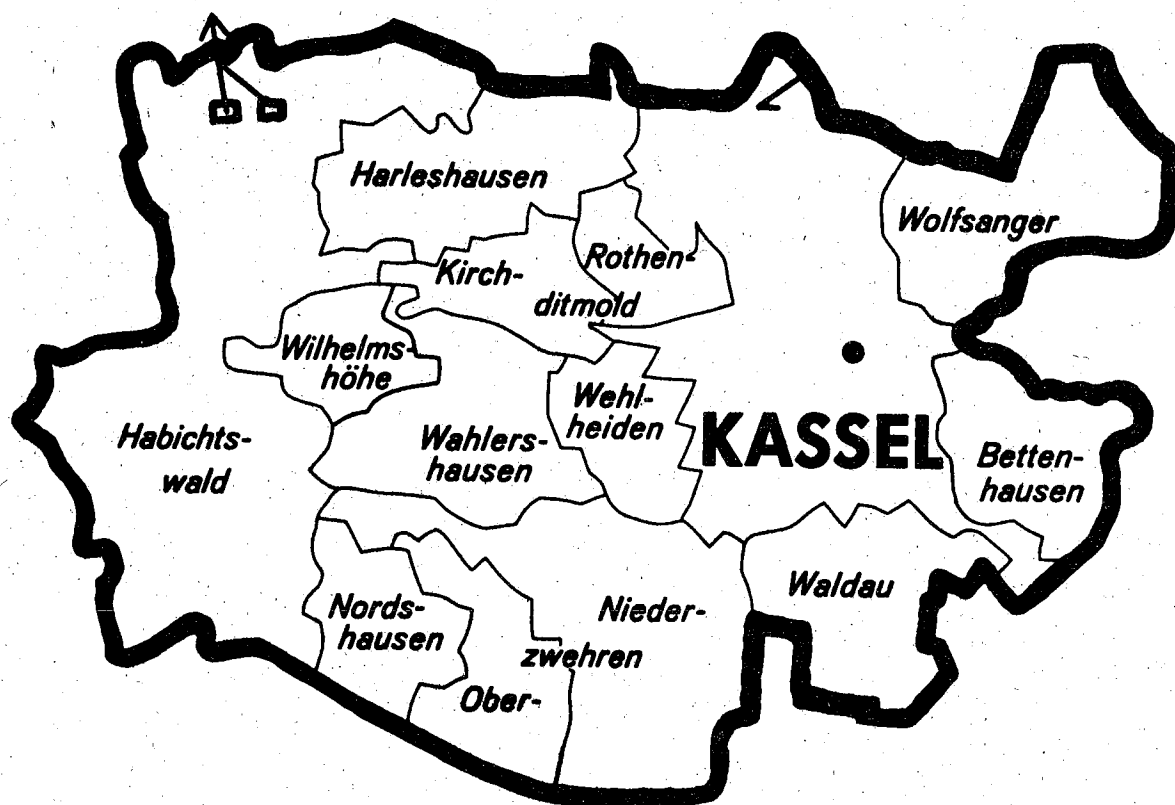 Harleshausen
Wolfsanger
Rothen-
Kirch-
ditmold
Wilhelms-
höhe
Wehl-
heiden
Habichts-
wald
Wahlers-
hausen
KASSEL
Betten-
hausen
Waldau
Nords-
hausen
Nieder-
zwehren
Ober-